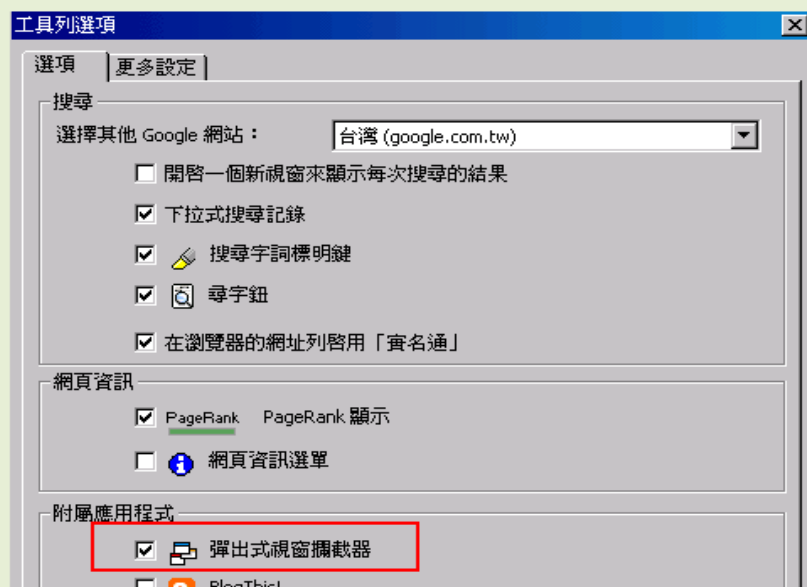 工具列選項
選項 更多設定
搜尋
選擇其他 Google 網站： 台灣 (google.com.tw)
開啟一個新視窗來顯示每次搜尋的結果
下拉式搜尋記錄
搜尋字詞標明鍵
尋字鈕
在瀏覽器的網址列啟用「實名通」
網頁資訊
PageRank PageRank 顯示
網頁資訊選單
附屬應用程式
彈出式視窗攔截器
BlogThis!